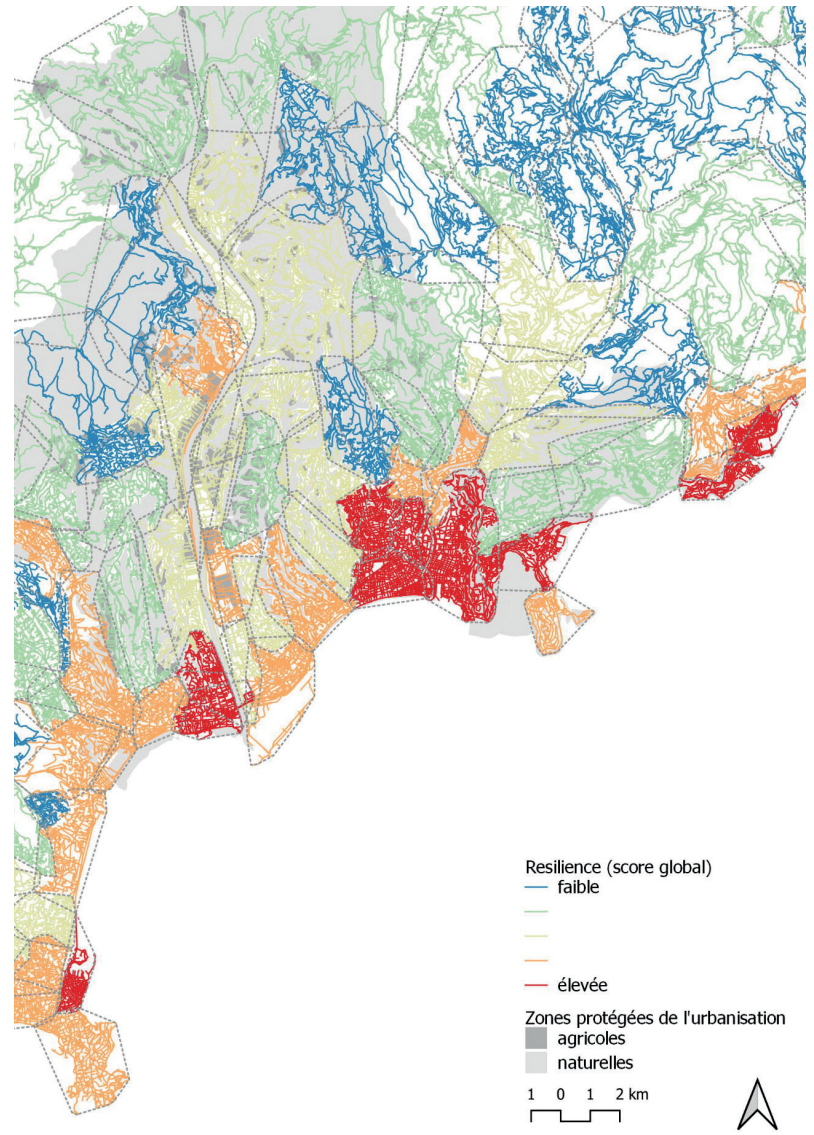 Resilience (score global)
faible
élevée
Zones protégées de l'urbanisation
agricoles
naturelles
1 0 1 2 km